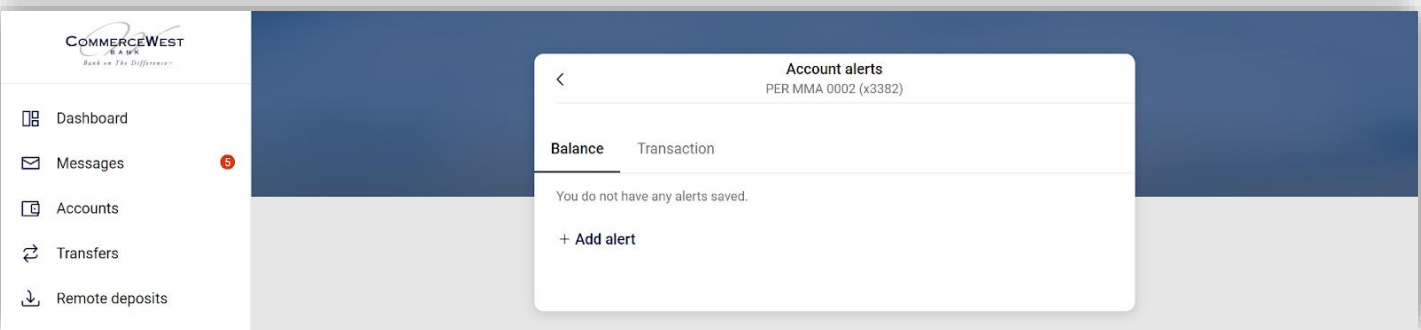 COMMERCEWEST
BANK
Bank on The Difference
Dashboard
Messages 5
Accounts
Transfers
Remote deposits
Account alerts
PER MMA 0002 (x3382)
Balance Transaction
You do not have any alerts saved.
+ Add alert